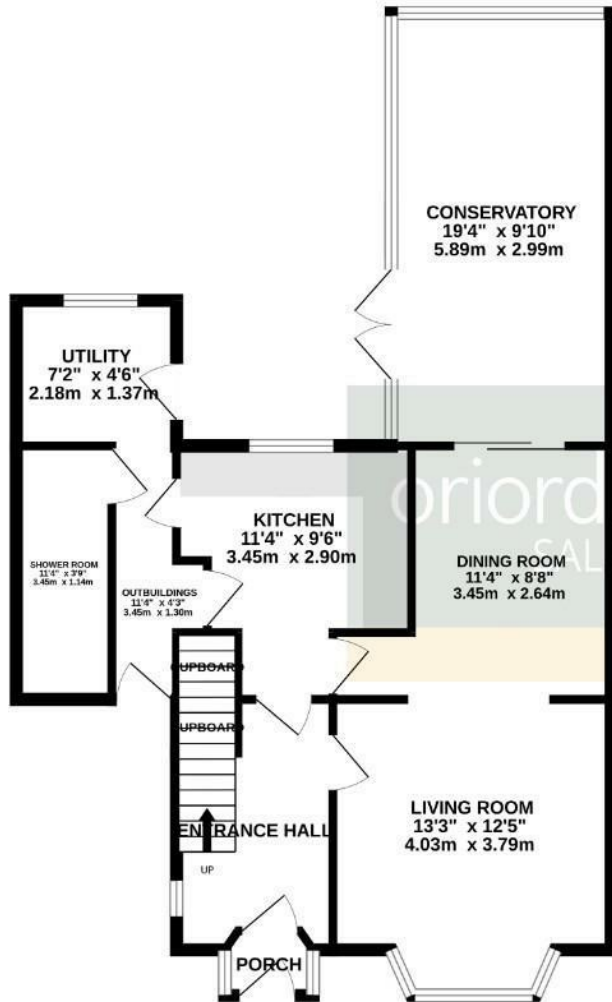 CONSERVATORY
19'4" x 9'10"
5.89m x 2.99m
UTILITY
7'2" x 4'6"
2.18m x 1.37m
KITCHEN
11'4" x 9'6"
3.45m x 2.90m
oriord
SAL
DINING ROOM
11'4" x 8'8"
3.45m x 2.64m
SHOWER ROOM
11'4" x 3'9"
3.45m x 1.14m
OUTBUILDINGS
11'4" x 4'3"
3.45m x 1.30m
CUPBOARD
CUPBOARD
LIVING ROOM
13'3" x 12'5"
4.03m x 3.79m
ENTRANCE HALL
UP
PORCH